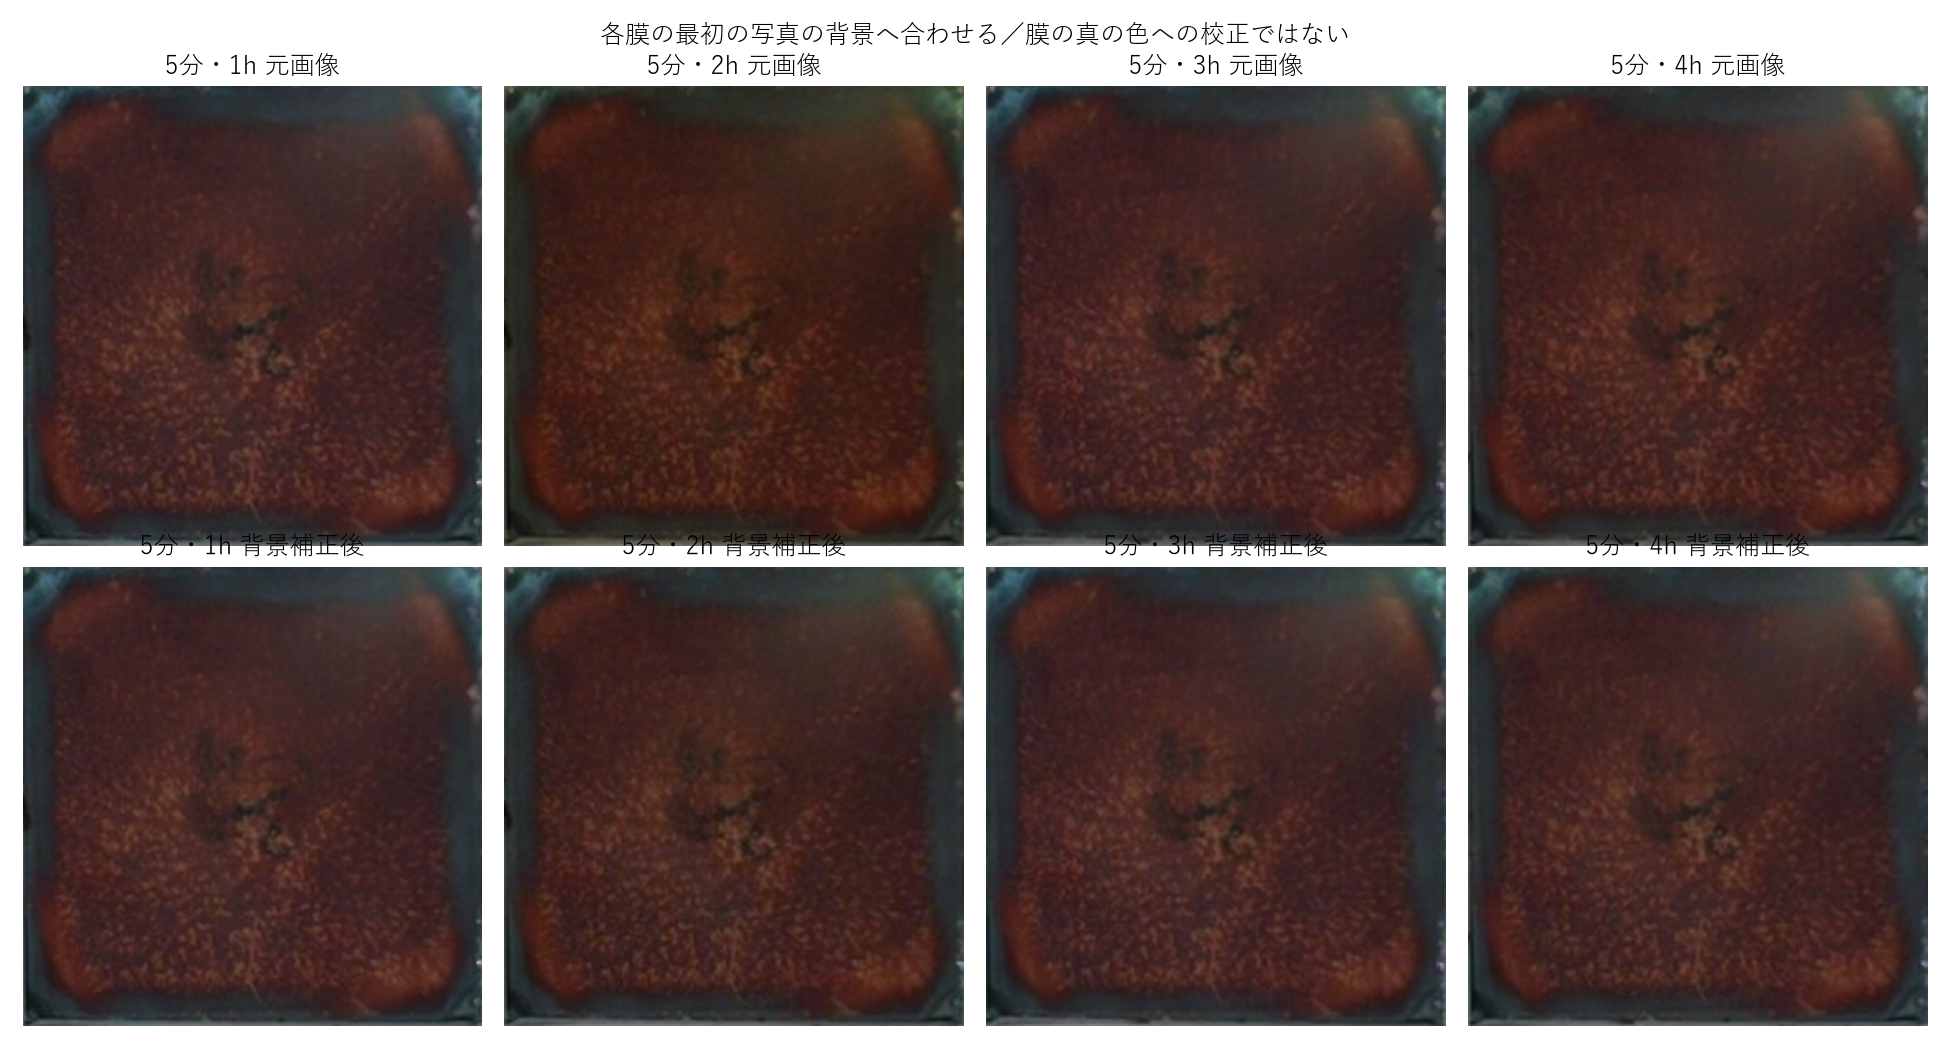 各膜の最初の写真の背景へ合わせる／膜の真の色への校正ではない
5分・1h 元画像
5分・2h 元画像
5分・3h 元画像
5分・4h 元画像
5分・1h 背景補正後
5分・2h 背景補正後
5分・3h 背景補正後
5分・4h 背景補正後